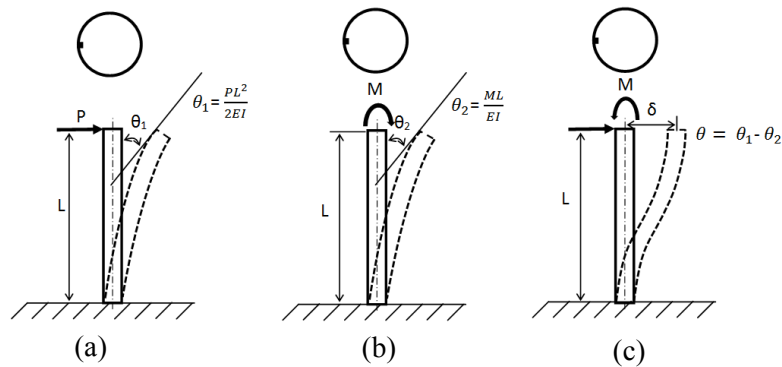 P
θ₁
θ₁=PL²/2EI
L
(a)
M
θ₂
θ₂=ML/EI
L
(b)
M
δ
θ = θ₁-θ₂
L
(c)